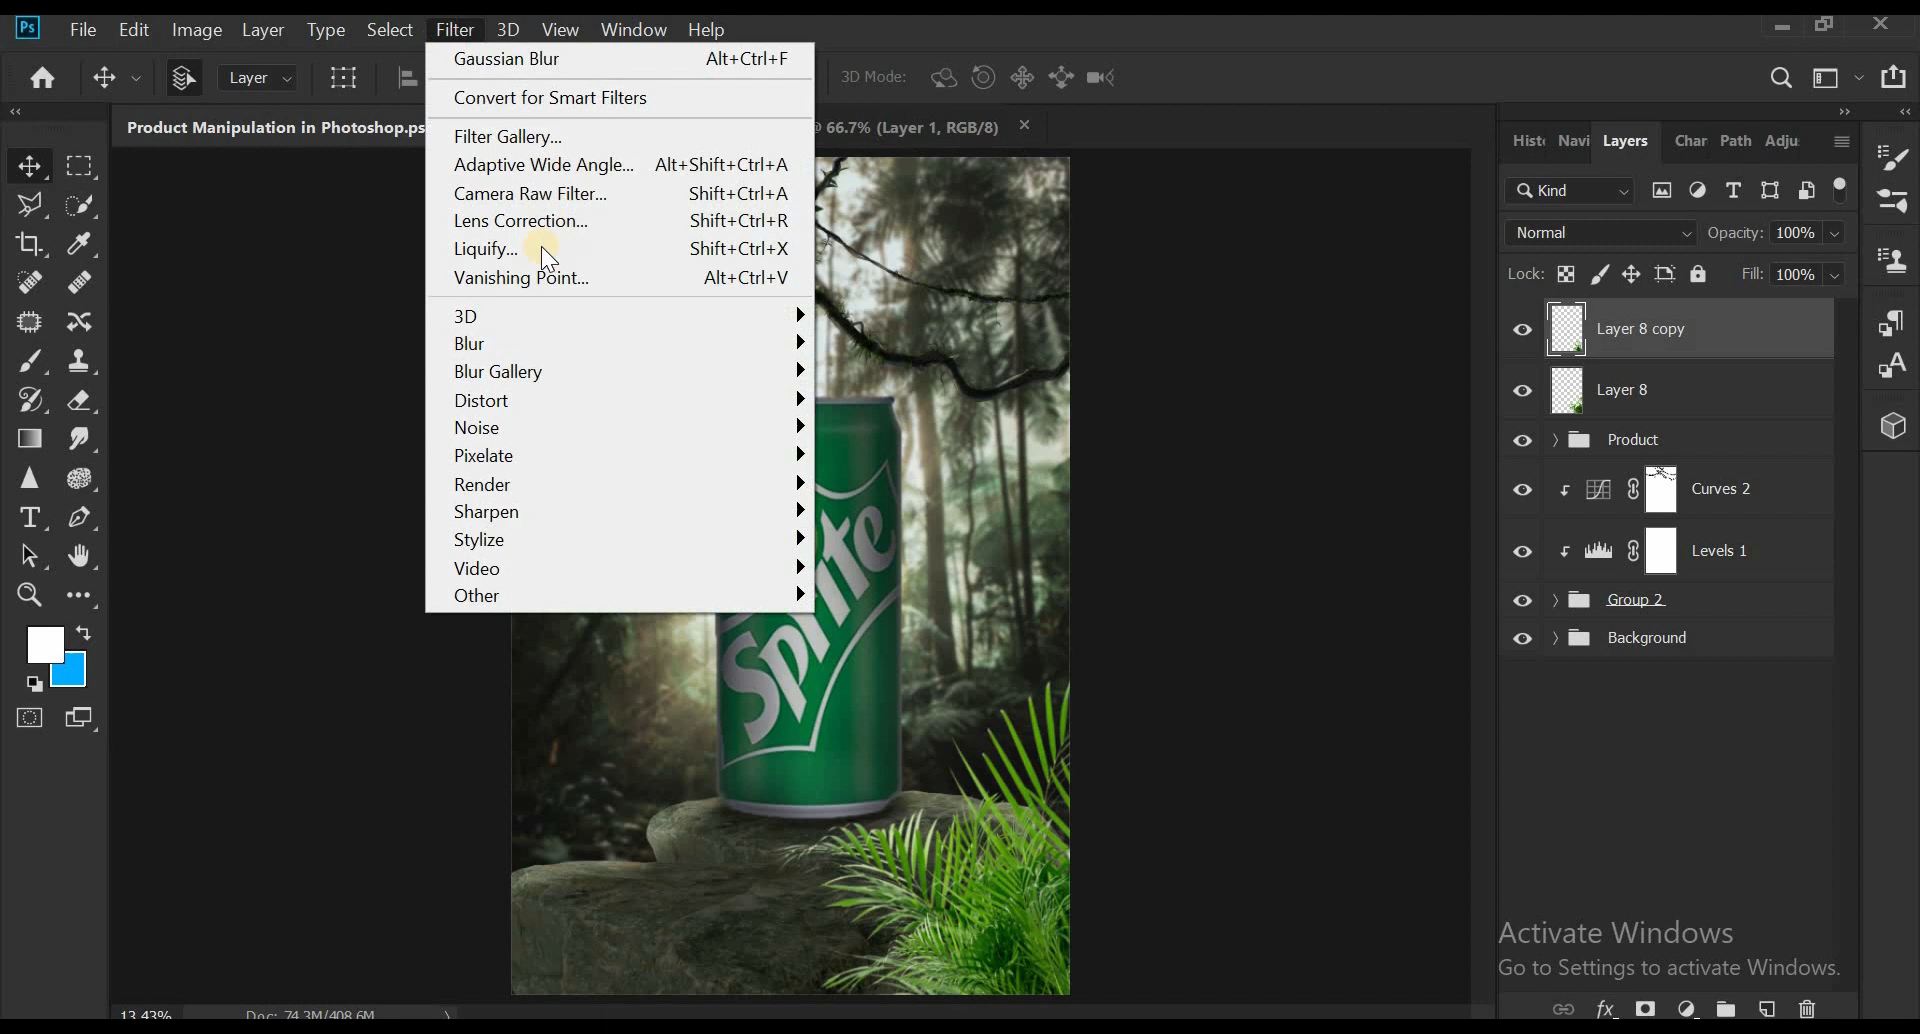 Ps File Edit Image Layer Type Select Filter 3D View Window Help
Layer
3D Mode:
Product Manipulation in Photoshop.ps
66.7% (Layer 1, RGB/8)
Gaussian Blur Alt+Ctrl+F
Convert for Smart Filters
Filter Gallery...
Adaptive Wide Angle... Alt+Shift+Ctrl+A
Camera Raw Filter... Shift+Ctrl+A
Lens Correction... Shift+Ctrl+R
Liquify... Shift+Ctrl+X
Vanishing Point... Alt+Ctrl+V
3D
Blur
Blur Gallery
Distort
Noise
Pixelate
Render
Sharpen
Stylize
Video
Other
Sprite
Sprite
Histo Navi Layers Char Path Adju
Kind
Normal Opacity: 100%
Lock: Fill: 100%
Layer 8 copy
Layer 8
Product
Curves 2
Levels 1
Group 2
Background
Activate Windows
Go to Settings to activate Windows.
13.43% Doc: 74.3M/408.6M
fx